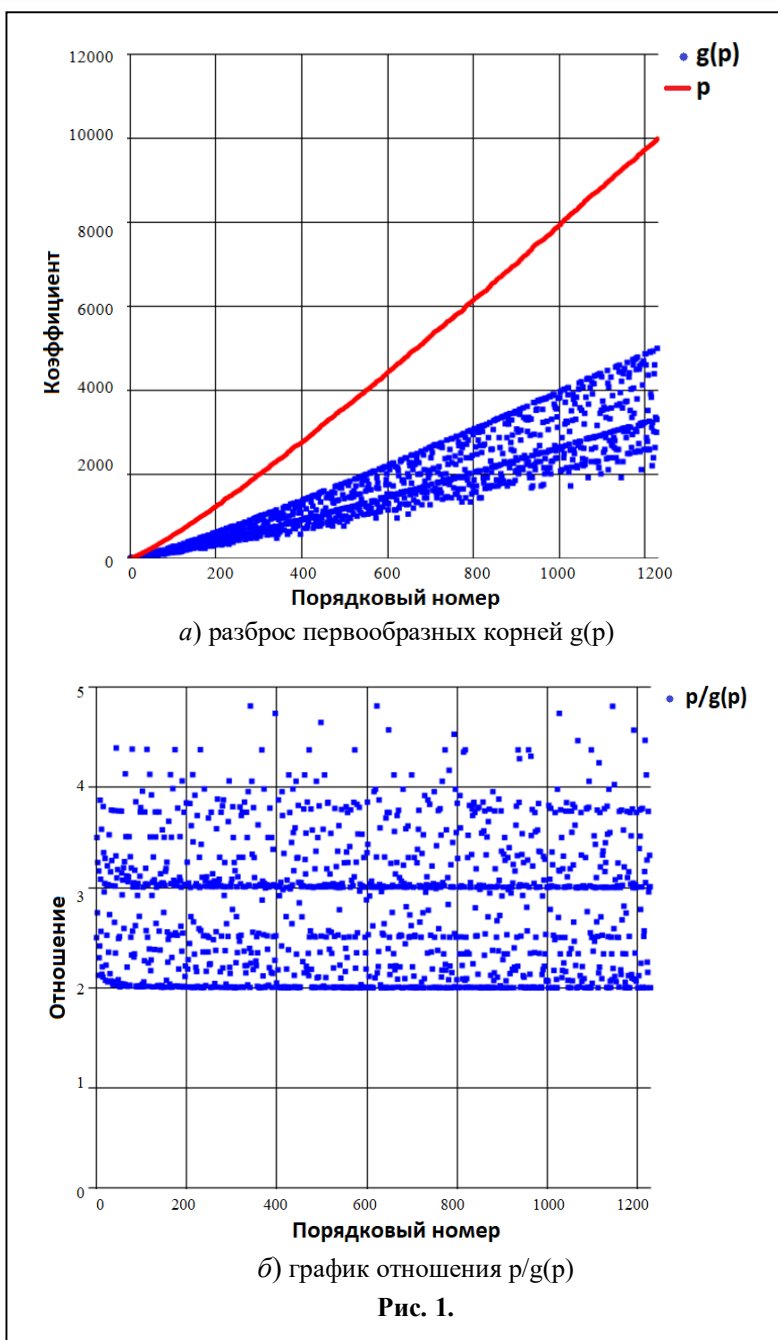 12000
g(p)
p
10000
8000
6000
4000
2000
0
Коэффициент
0 200 400 600 800 1000 1200
Порядковый номер
а) разброс первообразных корней g(p)
5
p/g(p)
4
3
2
1
0
Отношение
0 200 400 600 800 1000 1200
Порядковый номер
б) график отношения p/g(p)
Рис. 1.